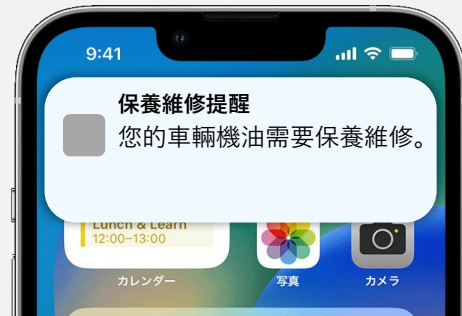 9:41
保養維修提醒
您的車輛機油需要保養維修。
Lunch & Learn
12:00–13:00
カレンダー
写真
カメラ